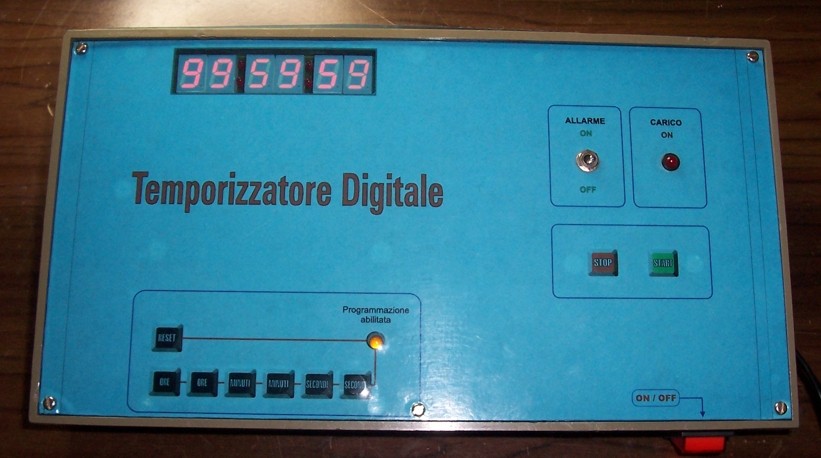 99 59 59
ALLARME
ON
OFF
CARICO
ON
Temporizzatore Digitale
STOP
START
Programmazione
abilitata
RESET
ORE
ORE
MINUTI
MINUTI
SECONDI
SECONDI
ON / OFF